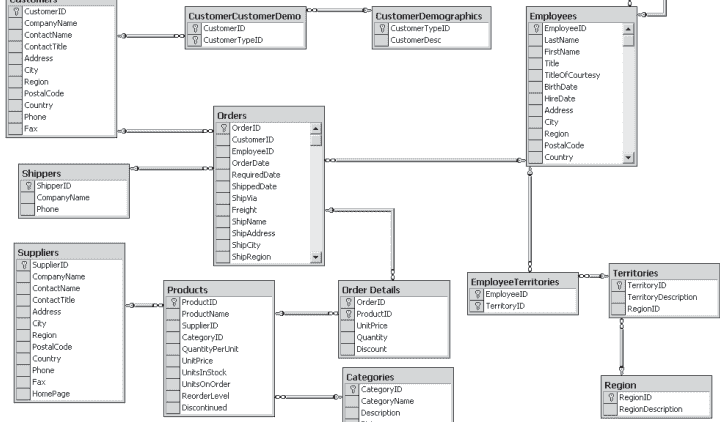 Customers
CustomerID
CompanyName
ContactName
ContactTitle
Address
City
Region
PostalCode
Country
Phone
Fax
CustomerCustomerDemo
CustomerID
CustomerTypeID
CustomerDemographics
CustomerTypeID
CustomerDesc
Employees
EmployeeID
LastName
FirstName
Title
TitleOfCourtesy
BirthDate
HireDate
Address
City
Region
PostalCode
Country
Orders
OrderID
CustomerID
EmployeeID
OrderDate
RequiredDate
ShippedDate
ShipVia
Freight
ShipName
ShipAddress
ShipCity
ShipRegion
Shippers
ShipperID
CompanyName
Phone
Suppliers
SupplierID
CompanyName
ContactName
ContactTitle
Address
City
Region
PostalCode
Country
Phone
Fax
HomePage
Products
ProductID
ProductName
SupplierID
CategoryID
QuantityPerUnit
UnitPrice
UnitsInStock
UnitsOnOrder
ReorderLevel
Discontinued
Order Details
OrderID
ProductID
UnitPrice
Quantity
Discount
EmployeeTerritories
EmployeeID
TerritoryID
Territories
TerritoryID
TerritoryDescription
RegionID
Categories
CategoryID
CategoryName
Description
Region
RegionID
RegionDescription